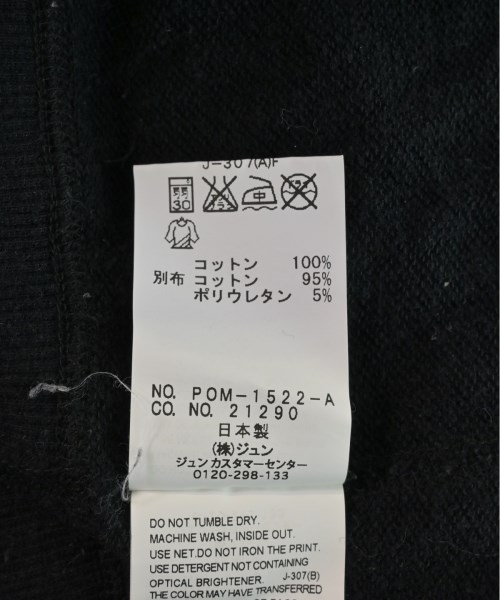 J-307(A)F
30
中
コットン 100%
別布 コットン 95%
ポリウレタン 5%
NO. POM-1522-A
CO. NO. 21290
日本製
(株)ジュン
ジュン カスタマーセンター
0120-298-133
DO NOT TUMBLE DRY.
MACHINE WASH, INSIDE OUT.
USE NET.DO NOT IRON THE PRINT.
USE DETERGENT NOT CONTAINING
OPTICAL BRIGHTENER. J-307(B)
THE COLOR MAY HAVE TRANSFERRED